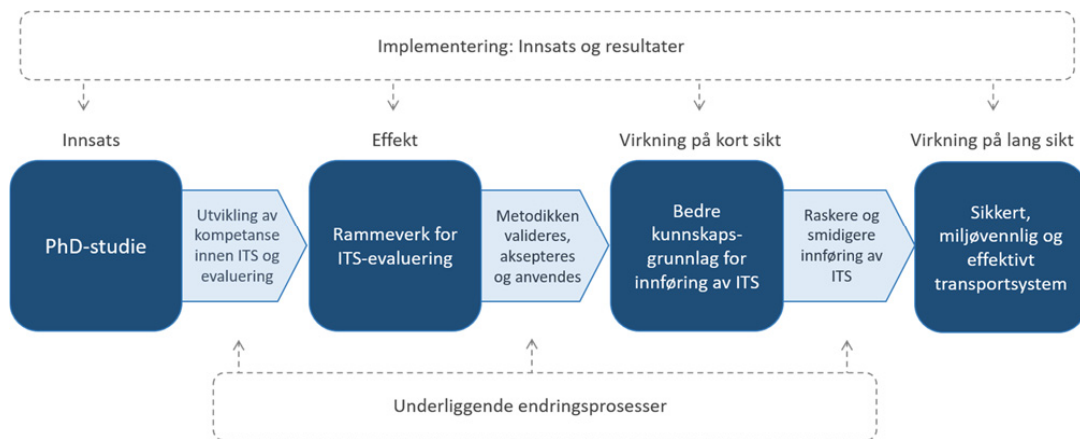 Implementering: Innsats og resultater
Innsats
Effekt
Virkning på kort sikt
Virkning på lang sikt
PhD-studie
Utvikling av
kompetanse
innen ITS og
evaluering
Rammeverk for
ITS-evaluering
Metodikken
valideres,
aksepteres
og anvendes
Bedre
kunnskaps-
grunnlag for
innføring av ITS
Raskere og
smidigere
innføring av
ITS
Sikkert,
miljøvennlig og
effektivt
transportsystem
Underliggende endringsprosesser